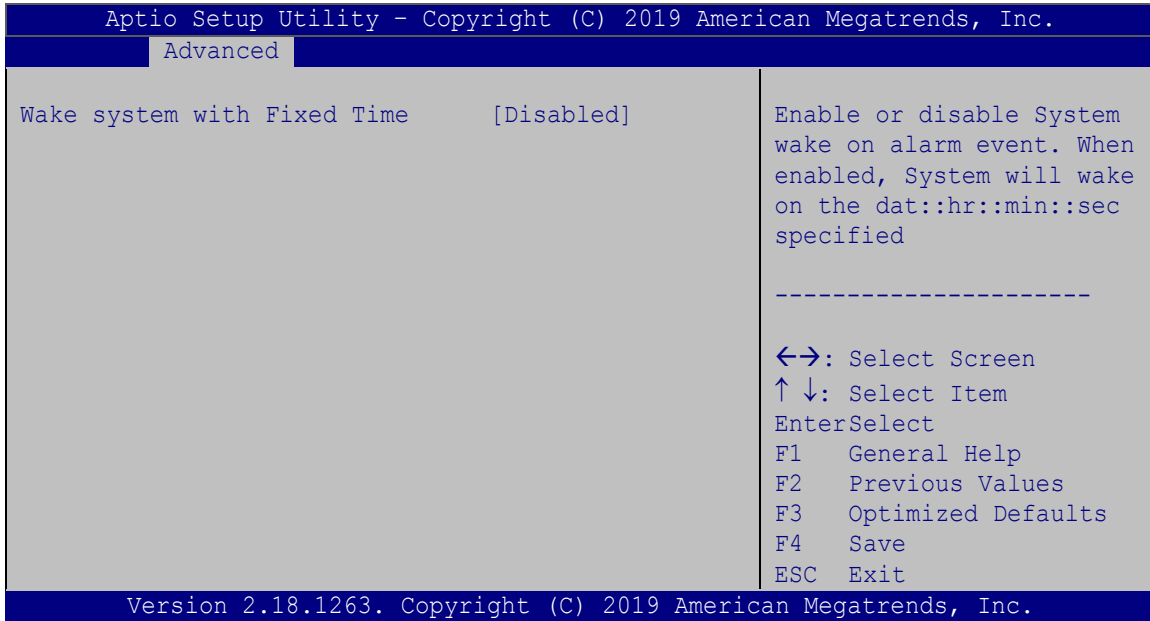 Aptio Setup Utility – Copyright (C) 2019 American Megatrends, Inc.
Advanced
Wake system with Fixed Time [Disabled]
Enable or disable System
wake on alarm event. When
enabled, System will wake
on the dat::hr::min::sec
specified
----------------------
←→: Select Screen
↑ ↓: Select Item
EnterSelect
F1 General Help
F2 Previous Values
F3 Optimized Defaults
F4 Save
ESC Exit
Version 2.18.1263. Copyright (C) 2019 American Megatrends, Inc.